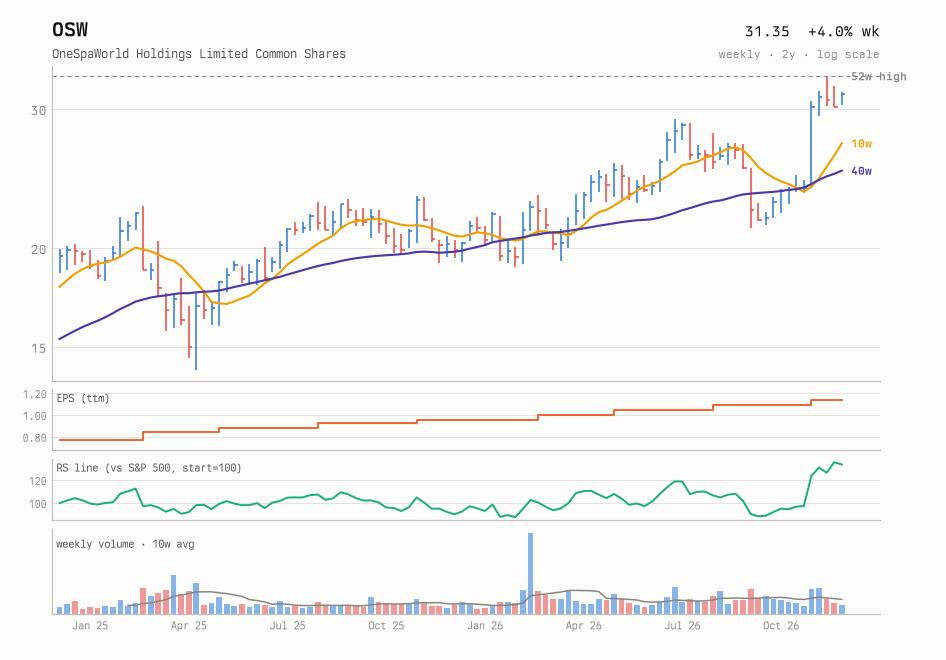 OSW
31.35 +4.0% wk
OneSpaWorld Holdings Limited Common Shares
weekly · 2y · log scale
52w high
30
10w
40w
20
15
1.20
EPS (ttm)
1.00
0.80
RS line (vs S&P 500, start=100)
120
100
weekly volume · 10w avg
Jan 25 Apr 25 Jul 25 Oct 25 Jan 26 Apr 26 Jul 26 Oct 26